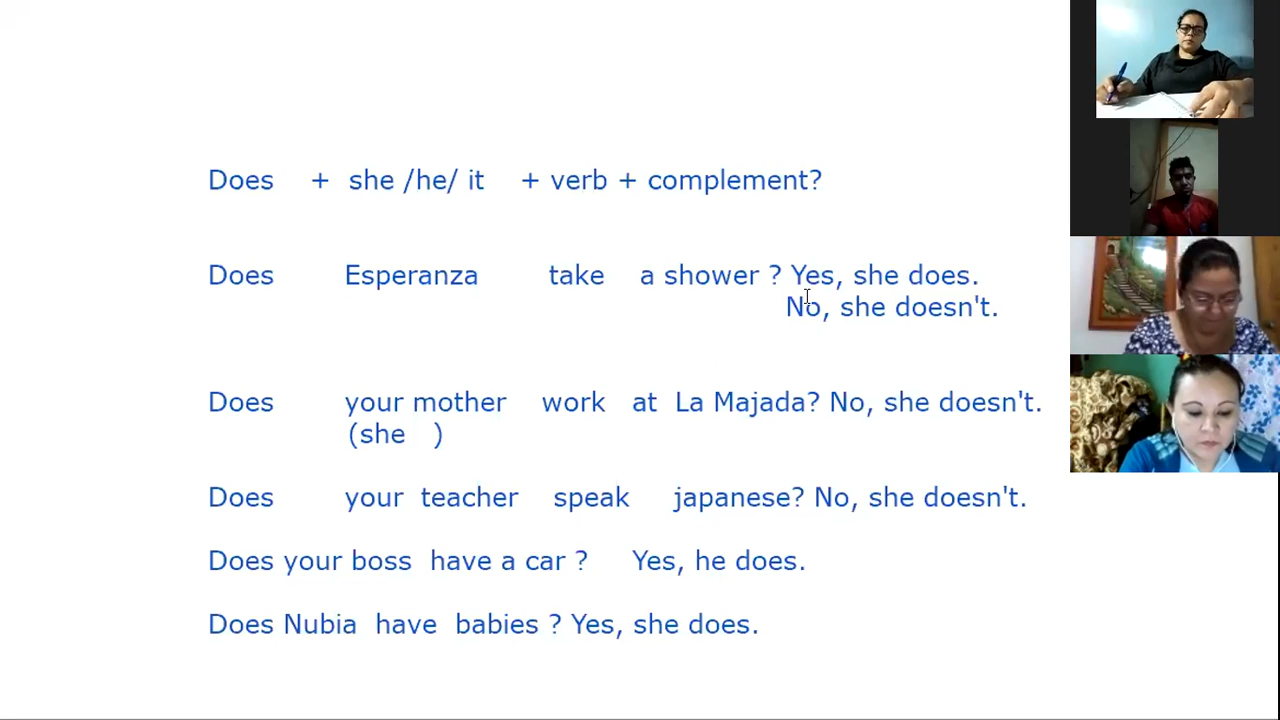 Does + she /he/ it + verb + complement?
Does Esperanza take a shower ? Yes, she does.
No, she doesn't.
Does your mother work at La Majada? No, she doesn't.
(she )
Does your teacher speak japanese? No, she doesn't.
Does your boss have a car ? Yes, he does.
Does Nubia have babies ? Yes, she does.